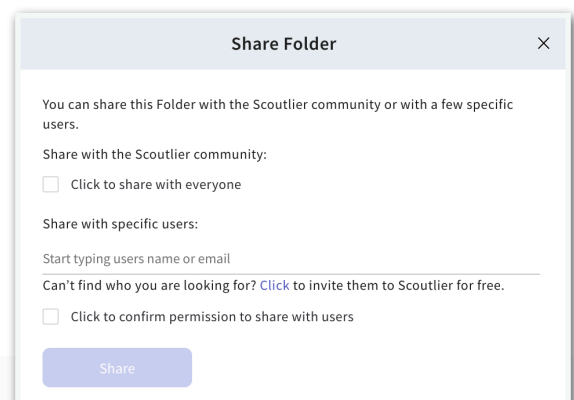 Share Folder
You can share this Folder with the Scoutlier community or with a few specific
users.
Share with the Scoutlier community:
Click to share with everyone
Share with specific users:
Start typing users name or email
Can't find who you are looking for? Click to invite them to Scoutlier for free.
Click to confirm permission to share with users
Share